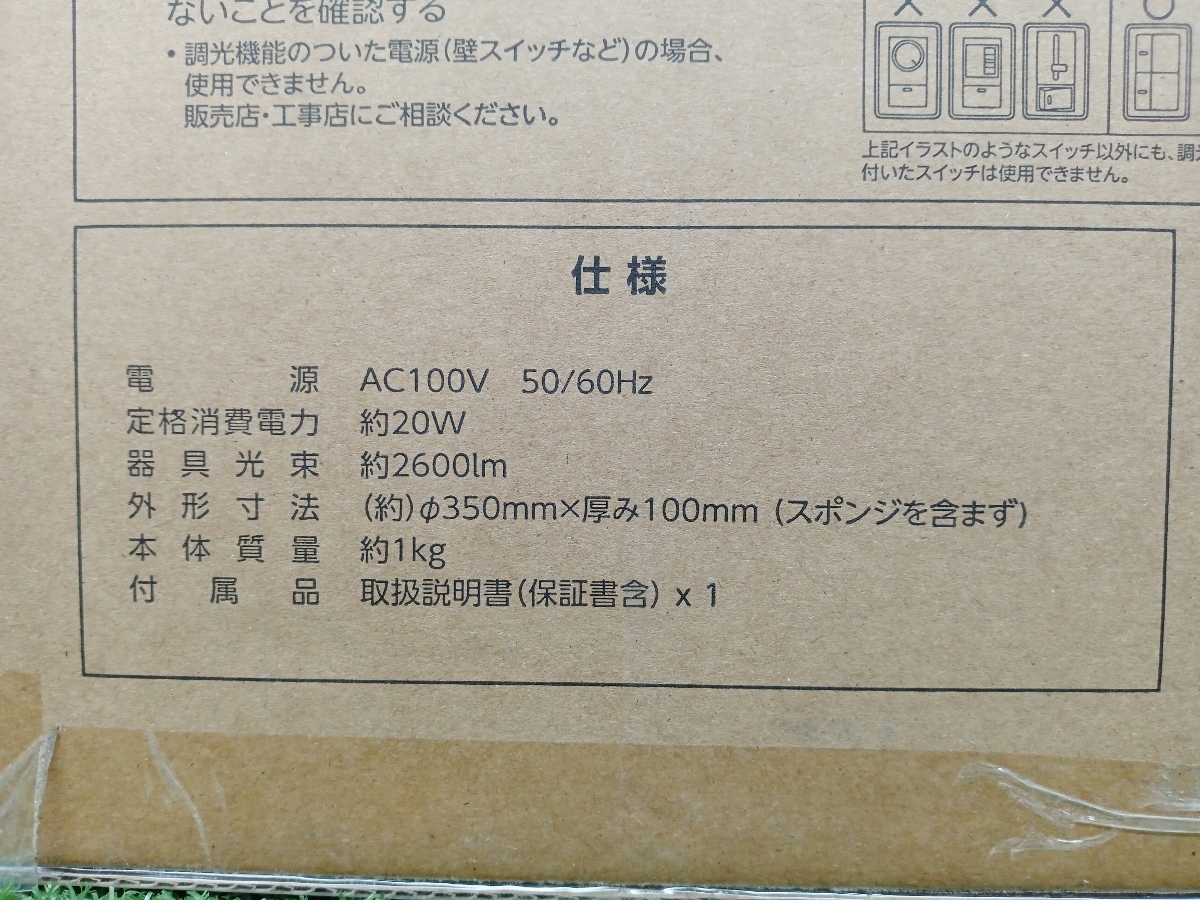 ないことを確認する
・調光機能のついた電源(壁スイッチなど)の場合、
使用できません。
販売店・工事店にご相談ください。
上記イラストのようなスイッチ以外にも、調光
付いたスイッチは使用できません。
仕様
電源 AC100V 50/60Hz
定格消費電力 約20W
器具光束 約2600lm
外形寸法 (約)φ350mm×厚み100mm (スポンジを含まず)
本体質量 約1kg
付属品 取扱説明書(保証書含) x 1